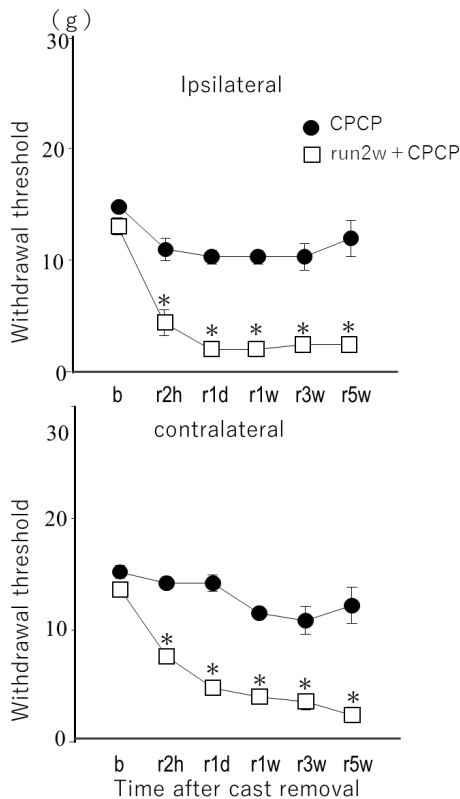 (g)
30
Ipsilateral
CPCP
run2w+CPCP
20
Withdrawal threshold
10
*
*
*
*
*
0
b r2h r1d r1w r3w r5w
contralateral
30
20
Withdrawal threshold
10
*
*
*
*
*
0
b r2h r1d r1w r3w r5w
Time after cast removal